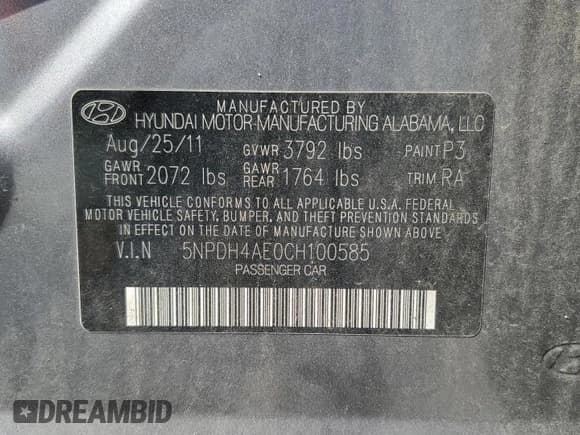 MANUFACTURED BY
HYUNDAI MOTOR MANUFACTURING ALABAMA, LLC
Aug/25/11 GVWR 3792 lbs PAINT P3
GAWR FRONT 2072 lbs GAWR REAR 1764 lbs TRIM RA
THIS VEHICLE CONFORMS TO ALL APPLICABLE U.S.A. FEDERAL
MOTOR VEHICLE SAFETY, BUMPER, AND THEFT PREVENTION STANDARDS
IN EFFECT ON THE DATE OF MANUFACTURE SHOWN ABOVE.
V.I.N 5NPDH4AE0CH100585
PASSENGER CAR
DREAMBID